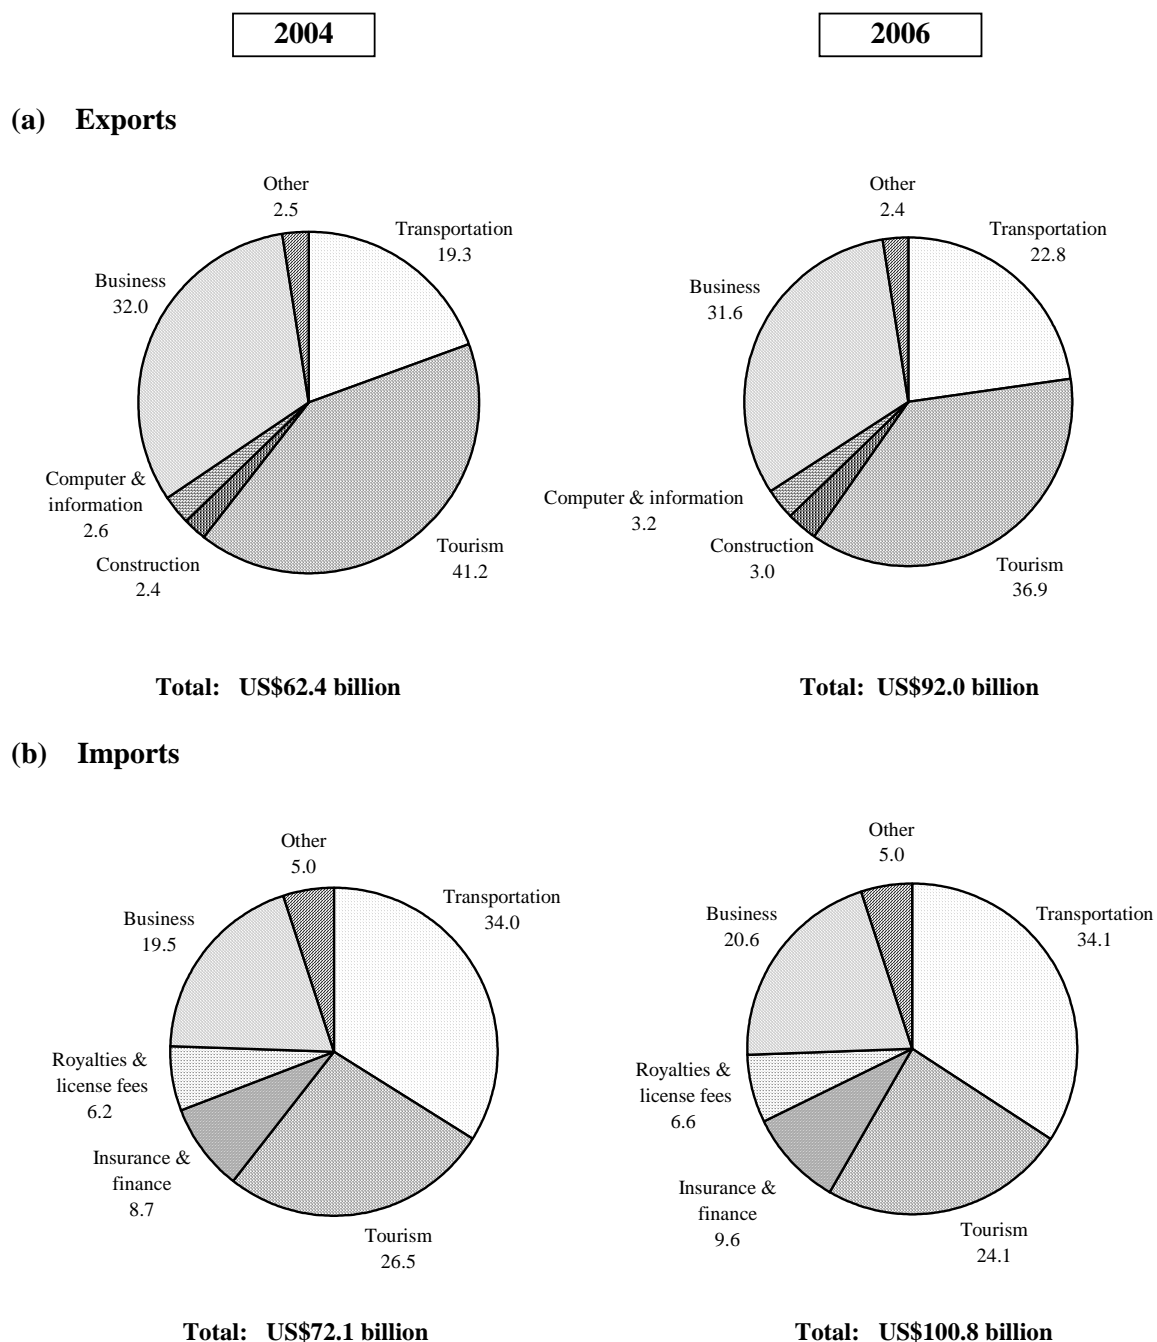 2004
2006
(a) Exports
Other
2.5
Transportation
19.3
Business
32.0
Computer &
information
2.6
Construction
2.4
Tourism
41.2
Other
2.4
Transportation
22.8
Business
31.6
Computer & information
3.2
Construction
3.0
Tourism
36.9
Total: US$62.4 billion
Total: US$92.0 billion
(b) Imports
Other
5.0
Transportation
34.0
Business
19.5
Royalties &
license fees
6.2
Insurance &
finance
8.7
Tourism
26.5
Other
5.0
Transportation
34.1
Business
20.6
Royalties &
license fees
6.6
Insurance &
finance
9.6
Tourism
24.1
Total: US$72.1 billion
Total: US$100.8 billion